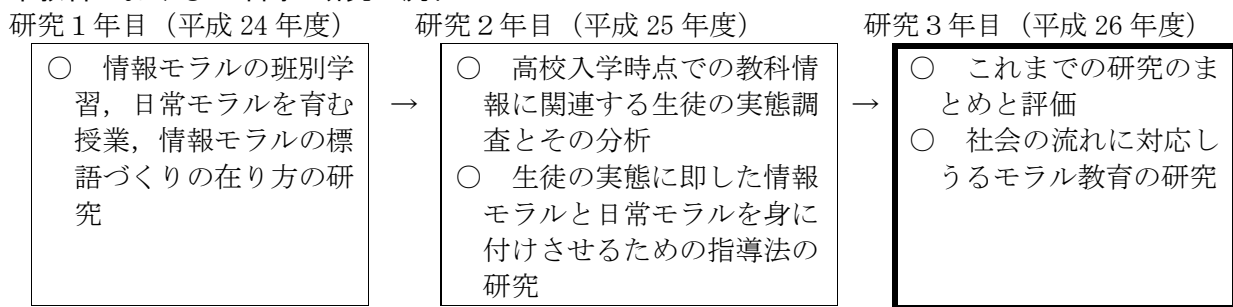 研究１年目（平成 24 年度）
○　情報モラルの班別学
習，日常モラルを育む
授業，情報モラルの標
語づくりの在り方の研
究
→
研究２年目（平成 25 年度）
○　高校入学時点での教科情
報に関連する生徒の実態調
査とその分析
○　生徒の実態に即した情報
モラルと日常モラルを身に
付けさせるための指導法の
研究
→
研究３年目（平成 26 年度）
○　これまでの研究のま
とめと評価
○　社会の流れに対応し
うるモラル教育の研究